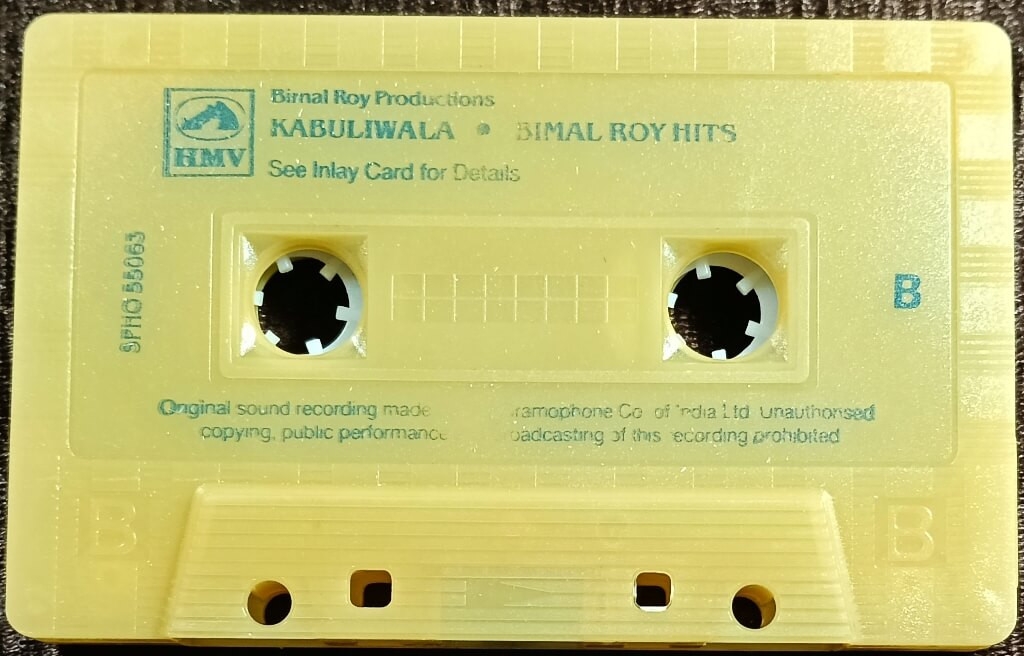 Bimal Roy Productions
KABULIWALA • BIMAL ROY HITS
HMV
See Inlay Card for Details
SPHO 55063
B
Original sound recording made ramophone Co. of India Ltd. Unauthorised
copying, public performance oadcasting of this recording prohibited
B B